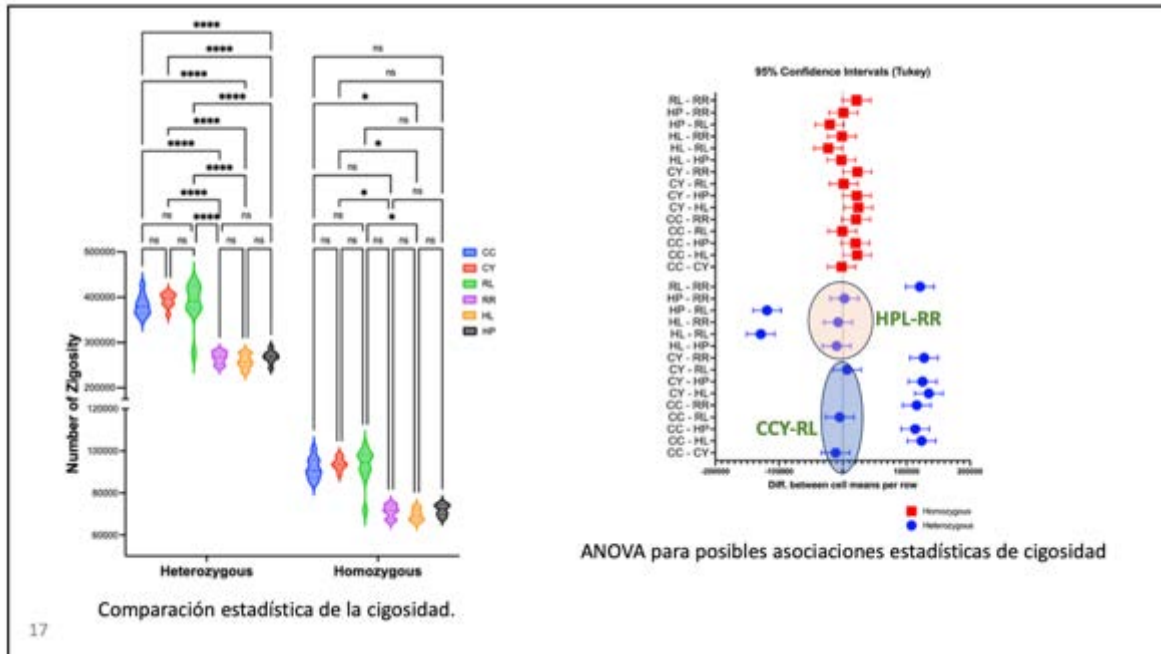 ****
ns
****
ns
****
*
****
ns
****
*
****
ns
****
ns
****
*
ns
****
ns
ns
*
ns
ns
ns
ns
ns
ns
ns
ns
ns
ns
Number of Zigosity
500000
400000
300000
200000
120000
100000
80000
60000
CC
CY
RL
RR
HL
HP
Heterozygous
Homozygous
Comparación estadística de la cigosidad.
17
95% Confidence Intervals (Tukey)
RL - RR
HP - RR
HP - RL
HL - RR
HL - RL
HL - HP
CY - RR
CY - RL
CY - HP
CY - HL
CC - RR
CC - RL
CC - HP
CC - HL
CC - CY
RL - RR
HP - RR
HP - RL
HL - RR
HL - RL
HL - HP
CY - RR
CY - RL
CY - HP
CY - HL
CC - RR
CC - RL
CC - HP
CC - HL
CC - CY
HPL-RR
CCY-RL
-200000
-100000
0
100000
200000
Diff. between cell means per row
Homozygous
Heterozygous
ANOVA para posibles asociaciones estadísticas de cigosidad